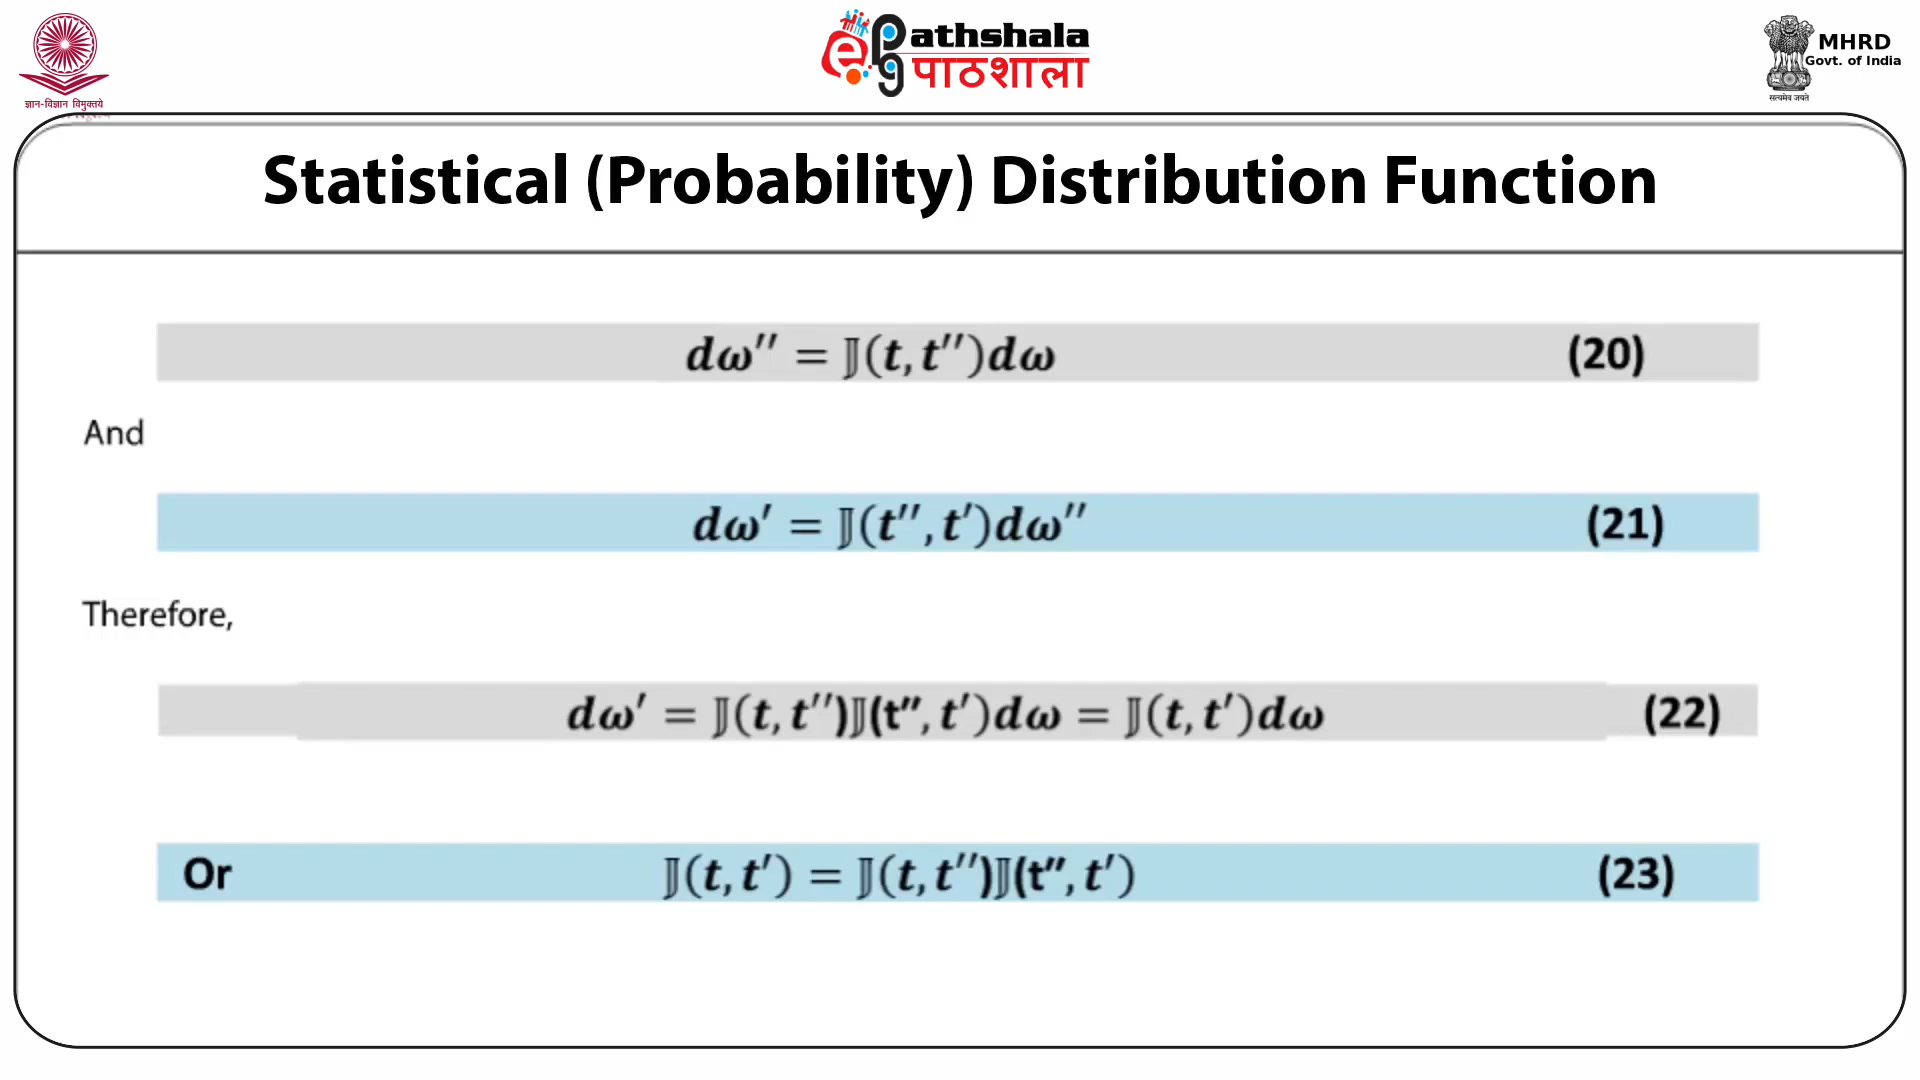 ज्ञान-विज्ञान विमुक्तये
ePathshala
पाठशाला
MHRD
Govt. of India
सत्यमेव जयते
Statistical (Probability) Distribution Function
dω′′ = 𝕁(t, t′′)dω (20)
And
dω′ = 𝕁(t′′, t′)dω′′ (21)
Therefore,
dω′ = 𝕁(t, t′′)𝕁(t″, t′)dω = 𝕁(t, t′)dω (22)
Or 𝕁(t, t′) = 𝕁(t, t′′)𝕁(t″, t′) (23)